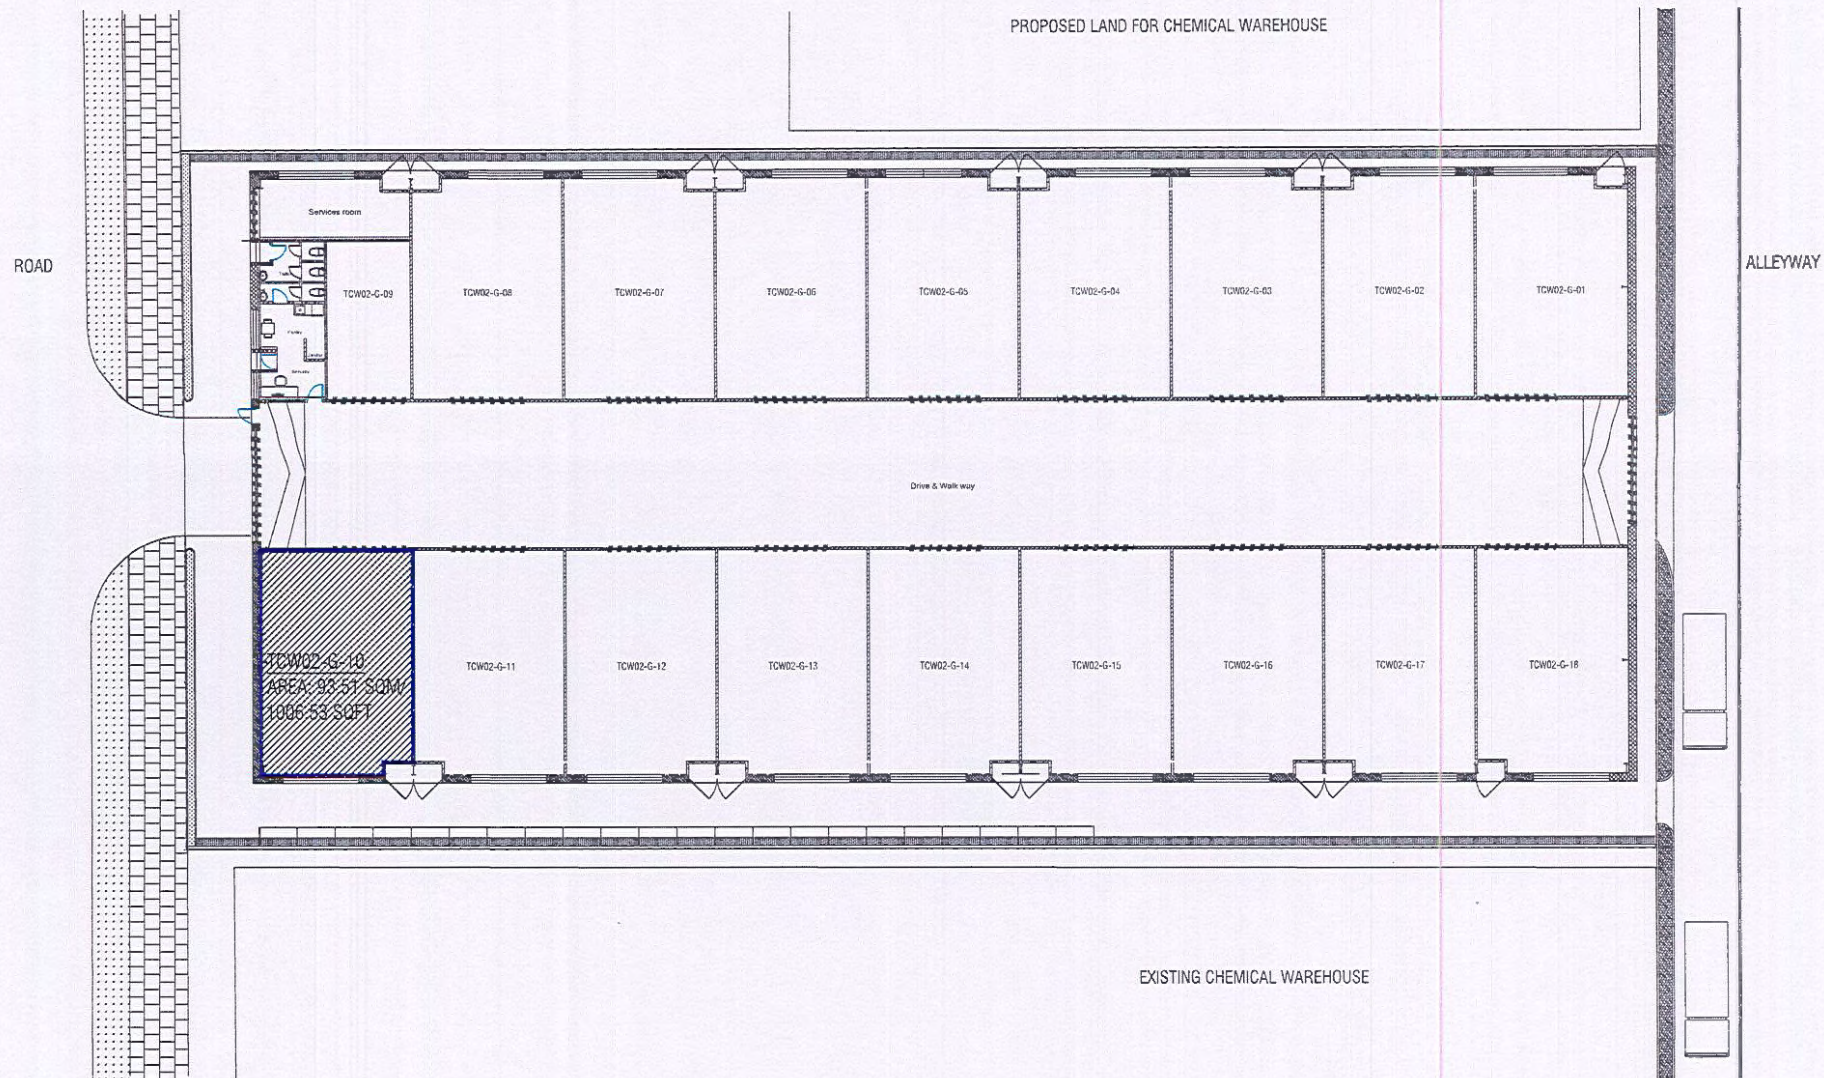 PROPOSED LAND FOR CHEMICAL WAREHOUSE
Services room
ROAD
ALLEYWAY
TCW02-G-09
TCW02-G-08
TCW02-G-07
TCW02-G-06
TCW02-G-05
TCW02-G-04
TCW02-G-03
TCW02-G-02
TCW02-G-01
Pantry
Drive & Walk way
TCW02-G-10
AREA: 93.51 SQM/
1006.53 SQFT
TCW02-G-11
TCW02-G-12
TCW02-G-13
TCW02-G-14
TCW02-G-15
TCW02-G-16
TCW02-G-17
TCW02-G-18
EXISTING CHEMICAL WAREHOUSE